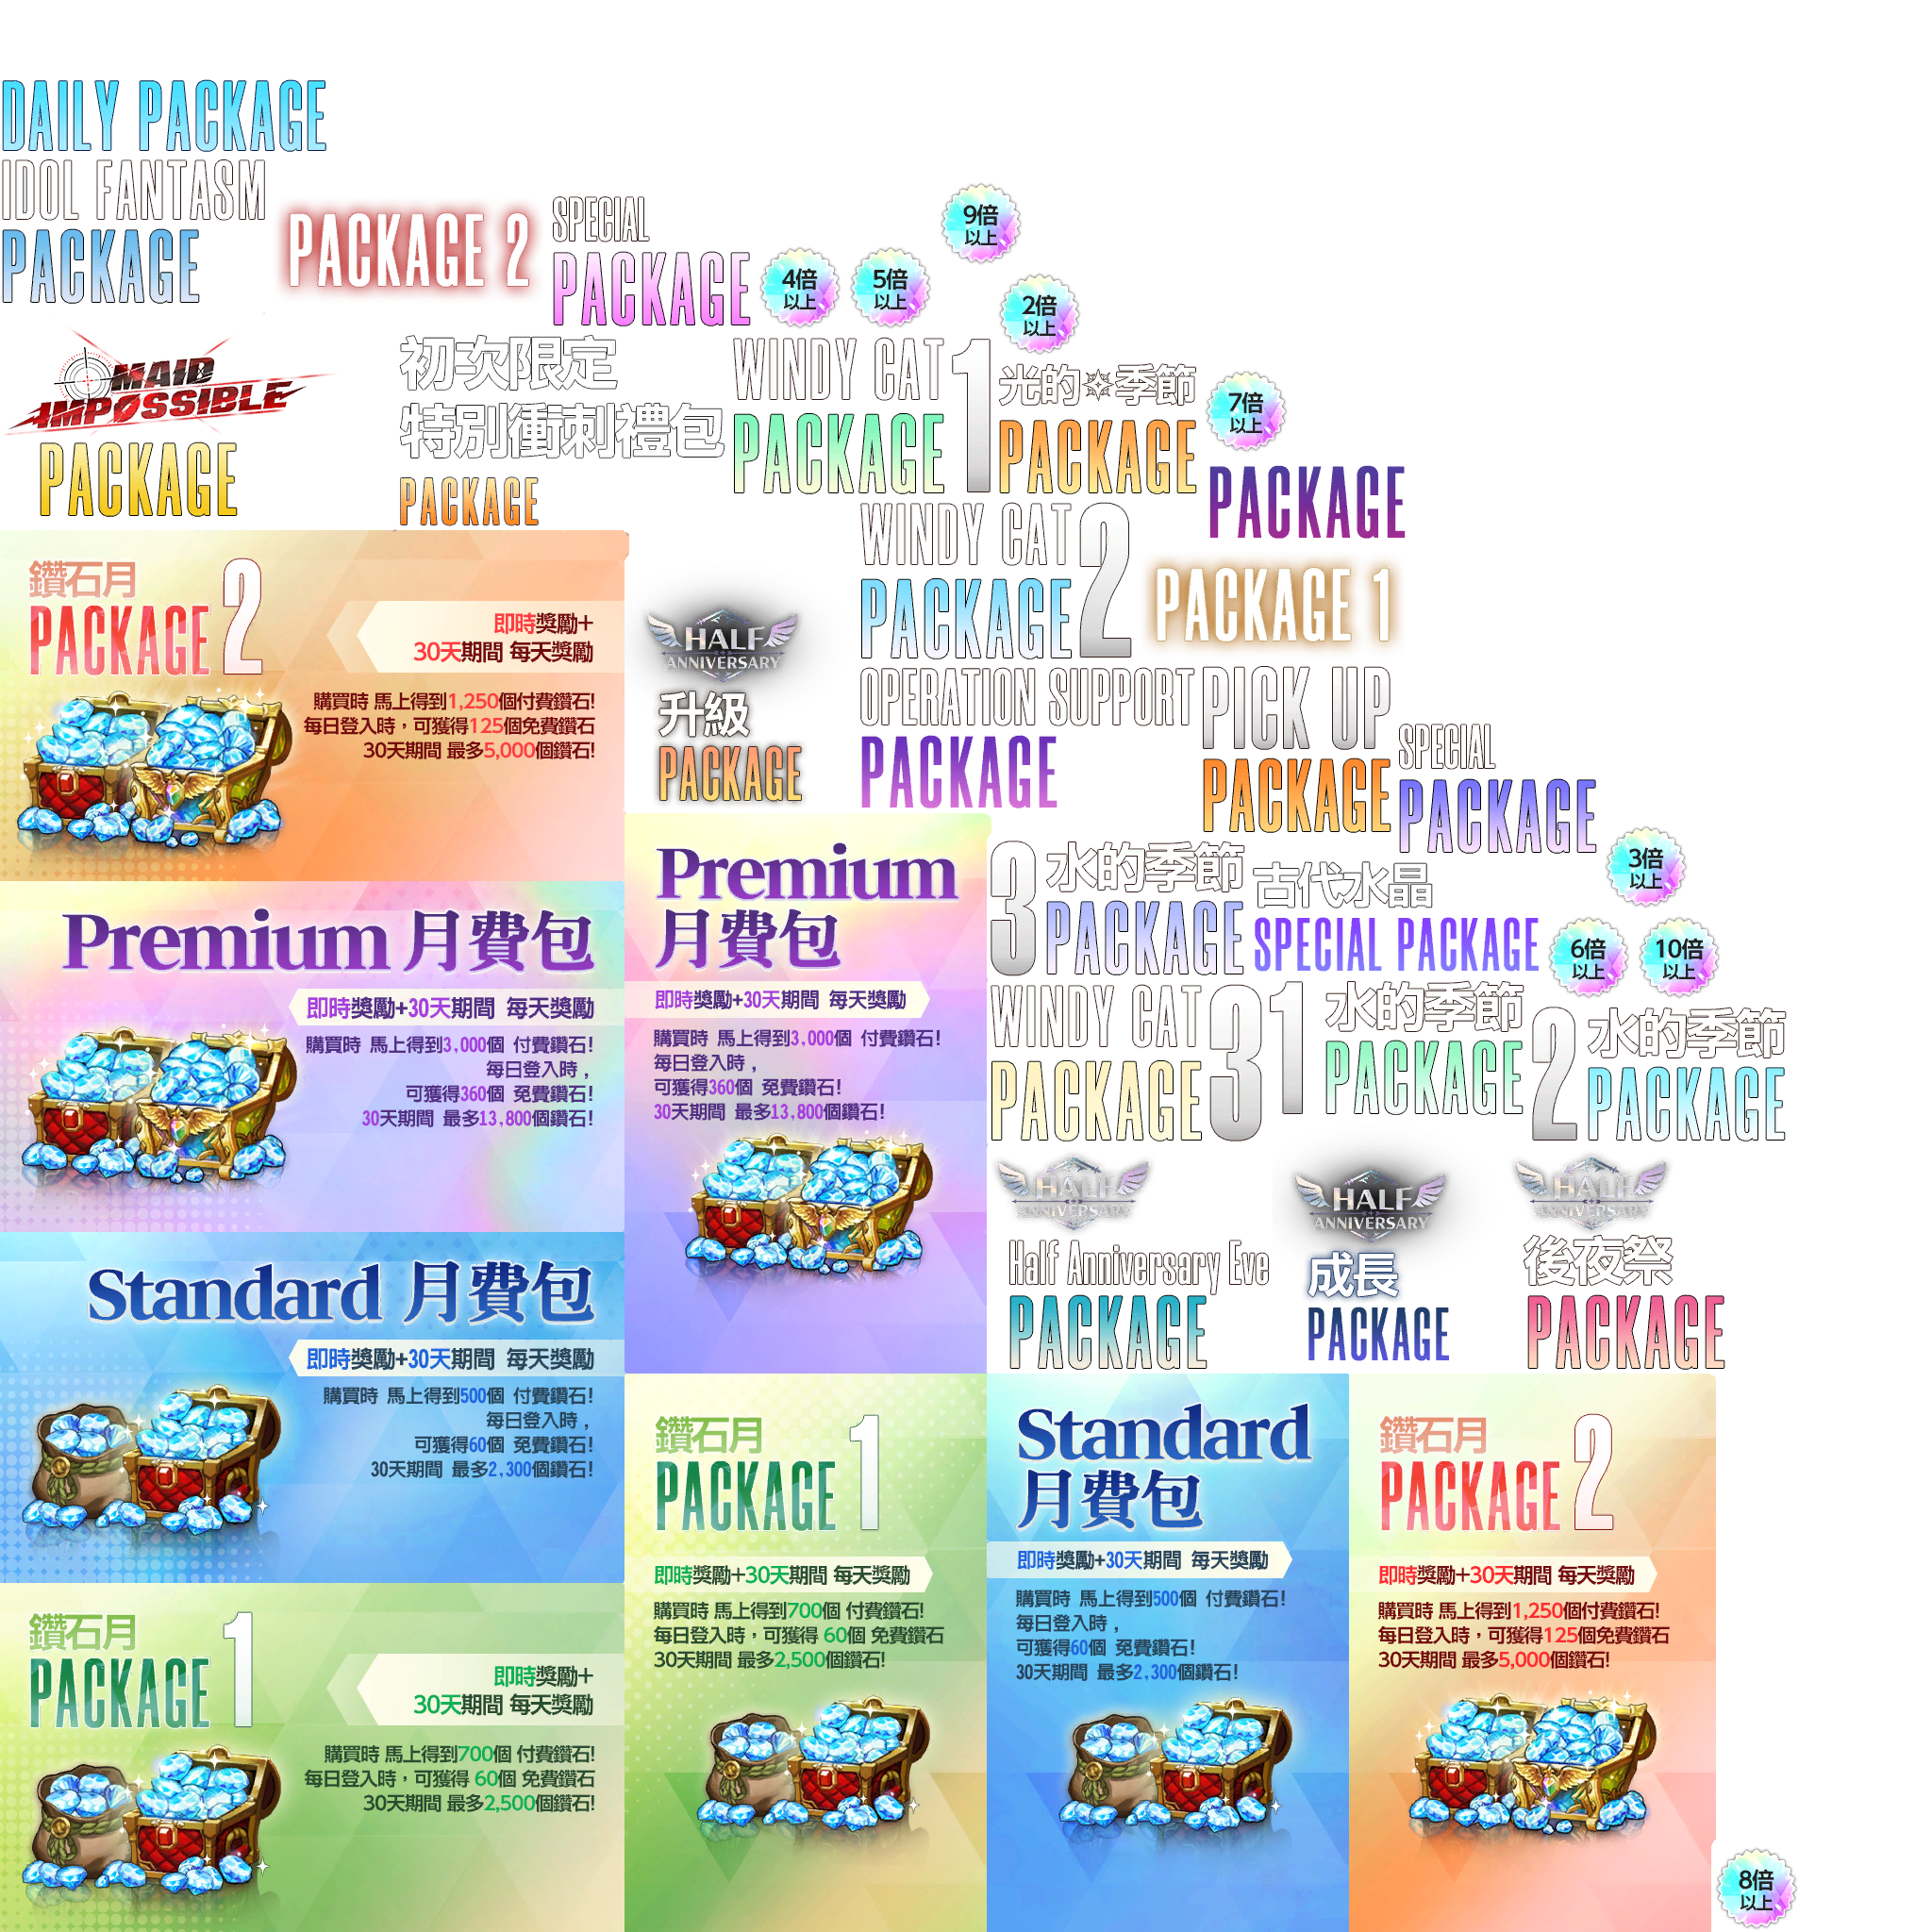 DAILY PACKAGE
IDOL FANTASM
PACKAGE
PACKAGE 2
SPECIAL
PACKAGE
4倍
以上
5倍
以上
9倍
以上
2倍
以上
MAID
IMPOSSIBLE
PACKAGE
初次限定
特別衝刺禮包
PACKAGE
WINDY CAT
PACKAGE
1
光的季節
PACKAGE
7倍
以上
PACKAGE
WINDY CAT
PACKAGE
2
PACKAGE 1
鑽石月
PACKAGE 2
即時獎勵+
30天期間 每天獎勵
購買時 馬上得到1,250個付費鑽石!
每日登入時，可獲得125個免費鑽石
30天期間 最多5,000個鑽石!
HALF
ANNIVERSARY
升級
PACKAGE
OPERATION SUPPORT
PACKAGE
PICK UP
PACKAGE
SPECIAL
PACKAGE
3倍
以上
Premium 月費包
即時獎勵+30天期間 每天獎勵
購買時 馬上得到3,000個 付費鑽石!
每日登入時,
可獲得360個 免費鑽石!
30天期間 最多13,800個鑽石!
Premium
月費包
即時獎勵+30天期間 每天獎勵
購買時 馬上得到3,000個 付費鑽石!
每日登入時,
可獲得360個 免費鑽石!
30天期間 最多13,800個鑽石!
3
水的季節
PACKAGE
古代水晶
SPECIAL PACKAGE
6倍
以上
10倍
以上
WINDY CAT
PACKAGE
3
1
水的季節
PACKAGE
2
水的季節
PACKAGE
HALF
ANNIVERSARY
Half Anniversary Eve
PACKAGE
HALF
ANNIVERSARY
成長
PACKAGE
HALF
ANNIVERSARY
後夜祭
PACKAGE
Standard 月費包
即時獎勵+30天期間 每天獎勵
購買時 馬上得到500個 付費鑽石!
每日登入時,
可獲得60個 免費鑽石!
30天期間 最多2,300個鑽石!
鑽石月
PACKAGE 1
即時獎勵+
30天期間 每天獎勵
購買時 馬上得到700個 付費鑽石!
每日登入時，可獲得 60個 免費鑽石
30天期間 最多2,500個鑽石!
鑽石月
PACKAGE 1
即時獎勵+30天期間 每天獎勵
購買時 馬上得到700個 付費鑽石!
每日登入時，可獲得 60個 免費鑽石
30天期間 最多2,500個鑽石!
Standard
月費包
即時獎勵+30天期間 每天獎勵
購買時 馬上得到500個 付費鑽石!
每日登入時,
可獲得60個 免費鑽石!
30天期間 最多2,300個鑽石!
鑽石月
PACKAGE 2
即時獎勵+30天期間 每天獎勵
購買時 馬上得到1,250個付費鑽石!
每日登入時，可獲得125個免費鑽石
30天期間 最多5,000個鑽石!
8倍
以上